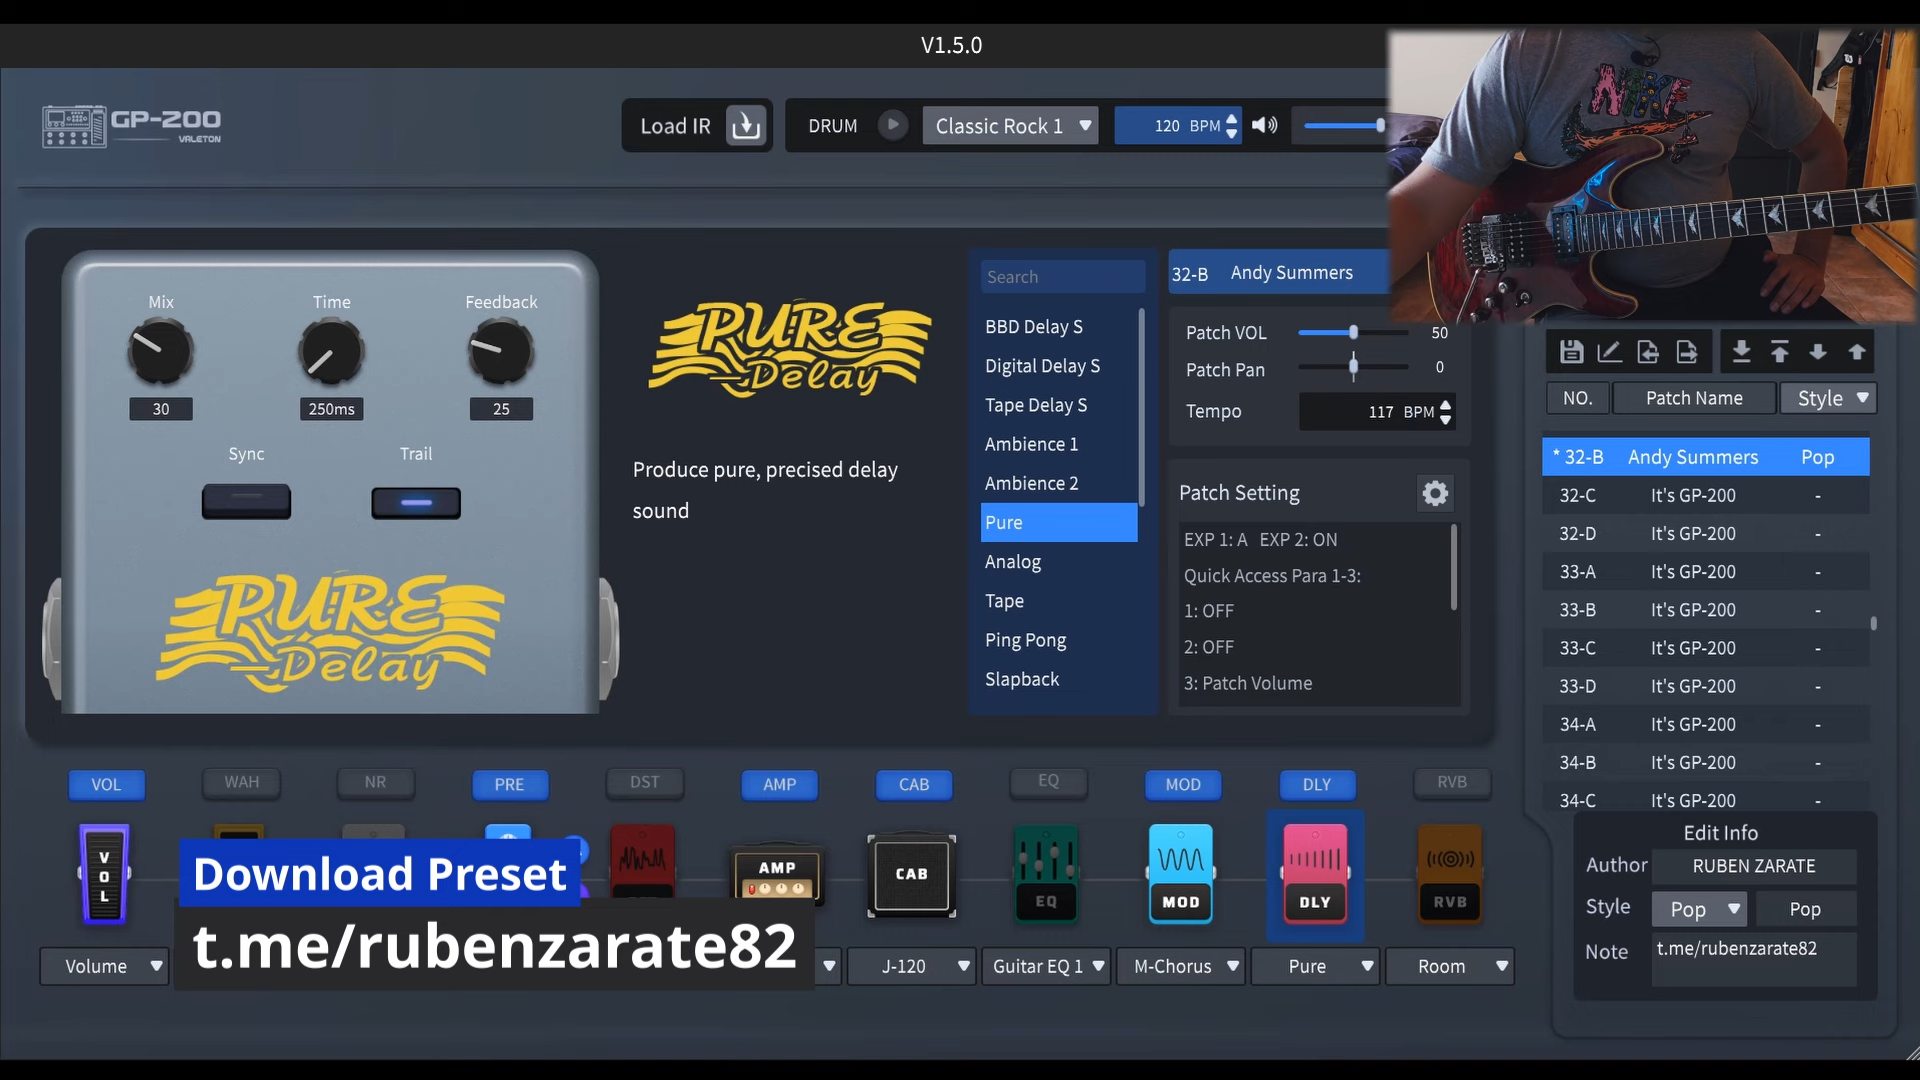 V1.5.0
GP-200
VALETON
Load IR
DRUM
Classic Rock 1
120 BPM
Mix
Time
Feedback
30
250ms
25
Sync
Trail
PURE
Delay
PURE
Delay
Produce pure, precised delay
sound
Search
BBD Delay S
Digital Delay S
Tape Delay S
Ambience 1
Ambience 2
Pure
Analog
Tape
Ping Pong
Slapback
32-B Andy Summers
Patch VOL 50
Patch Pan 0
Tempo 117 BPM
Patch Setting
EXP 1: A EXP 2: ON
Quick Access Para 1-3:
1: OFF
2: OFF
3: Patch Volume
NIKE
NO. Patch Name Style
* 32-B Andy Summers Pop
32-C It's GP-200 -
32-D It's GP-200 -
33-A It's GP-200 -
33-B It's GP-200 -
33-C It's GP-200 -
33-D It's GP-200 -
34-A It's GP-200 -
34-B It's GP-200 -
34-C It's GP-200 -
Edit Info
Author RUBEN ZARATE
Style Pop Pop
Note t.me/rubenzarate82
VOL WAH NR PRE DST AMP CAB EQ MOD DLY RVB
VOL
AMP
CAB
EQ
MOD
DLY
RVB
Download Preset
t.me/rubenzarate82
Volume
J-120
Guitar EQ 1
M-Chorus
Pure
Room